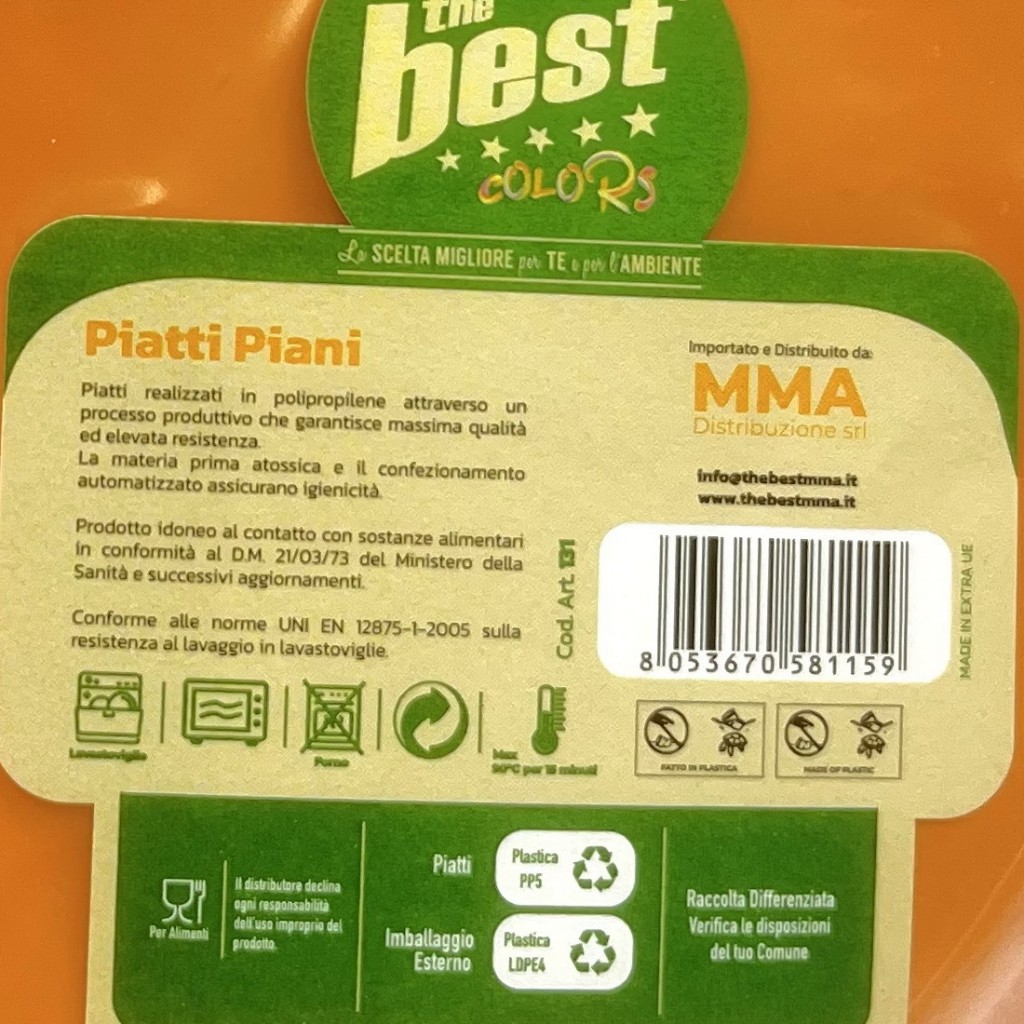 the
best
COLORS
La SCELTA MIGLIORE per TE e per l'AMBIENTE
Piatti Piani
Piatti realizzati in polipropilene attraverso un
processo produttivo che garantisce massima qualità
ed elevata resistenza.
La materia prima atossica e il confezionamento
automatizzato assicurano igienicità.
Prodotto idoneo al contatto con sostanze alimentari
in conformità al D.M. 21/03/73 del Ministero della
Sanità e successivi aggiornamenti.
Conforme alle norme UNI EN 12875-1-2005 sulla
resistenza al lavaggio in lavastoviglie.
Lavastoviglie
Forno
Max
90°C per 15 minuti
Importato e Distribuito da:
MMA
Distribuzione srl
info@thebestmma.it
www.thebestmma.it
Cod. Art. 131
8 053670 581159
MADE IN EXTRA UE
FATTO IN PLASTICA
MADE OF PLASTIC
Per Alimenti
Il distributore declina
ogni responsabilità
dell'uso improprio del
prodotto.
Piatti
Plastica
PP5
Imballaggio
Esterno
Plastica
LDPE4
Raccolta Differenziata
Verifica le disposizioni
del tuo Comune